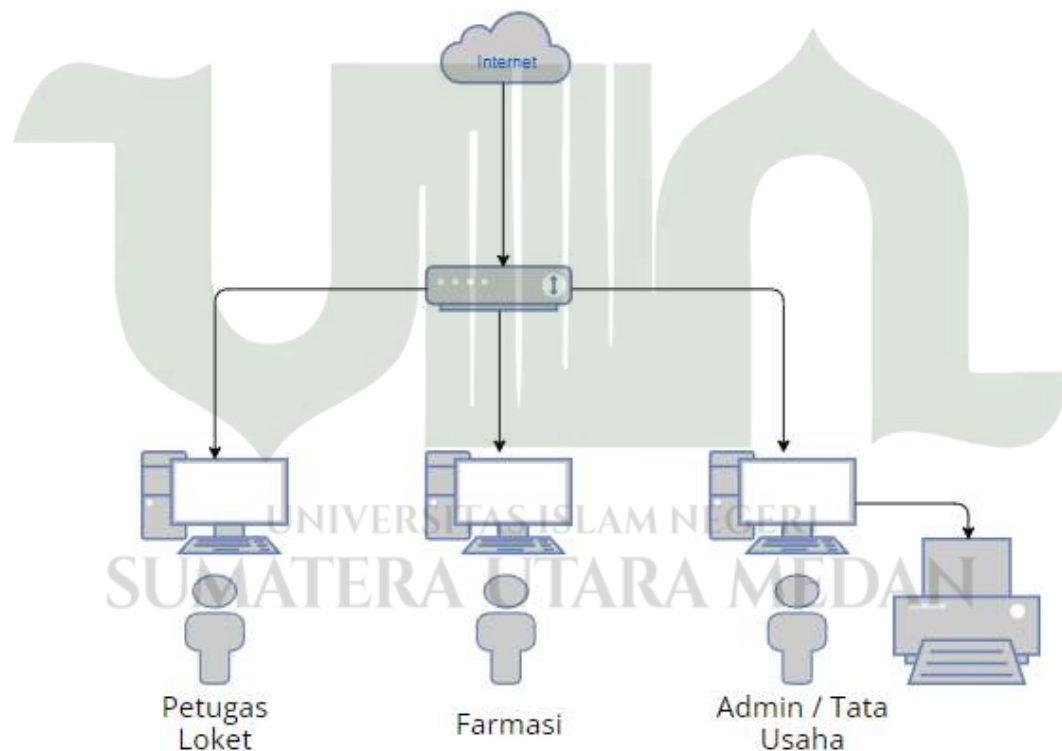 Internet
UNIVERSITAS ISLAM NEGERI
SUMATERA UTARA MEDAN
Petugas
Loket
Farmasi
Admin / Tata
Usaha